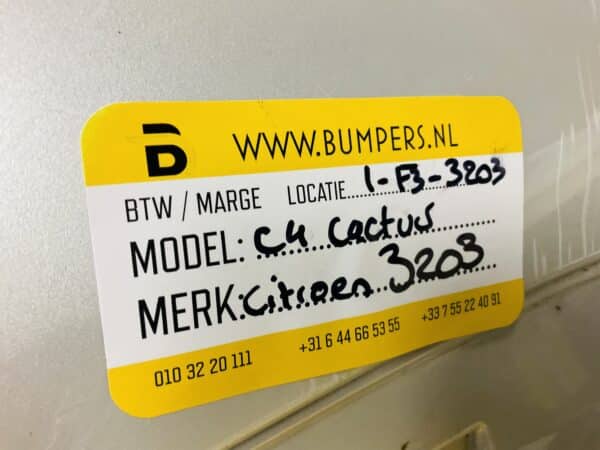 WWW.BUMPERS.NL
BTW / MARGE LOCATIE 1-F3-3203
MODEL: C4 Cactus
MERK: Citroen 3203
010 32 20 111 +31 6 44 66 53 55 +33 7 55 22 40 91